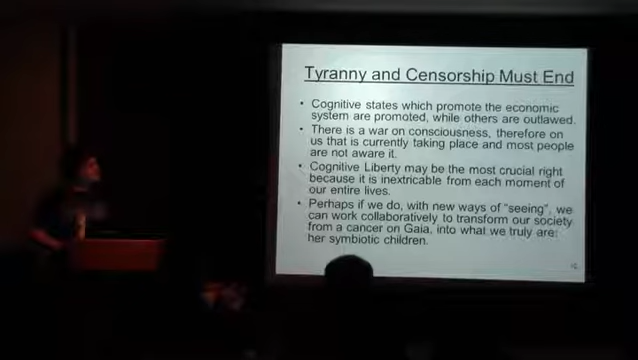 Tyranny and Censorship Must End
• Cognitive states which promote the economic
system are promoted, while others are outlawed.
• There is a war on consciousness, therefore on
us that is currently taking place and most people
are not aware it.
• Cognitive Liberty may be the most crucial right
because it is inextricable from each moment of
our entire lives.
• Perhaps if we do, with new ways of "seeing", we
can work collaboratively to transform our society
from a cancer on Gaia, into what we truly are:
her symbiotic children.